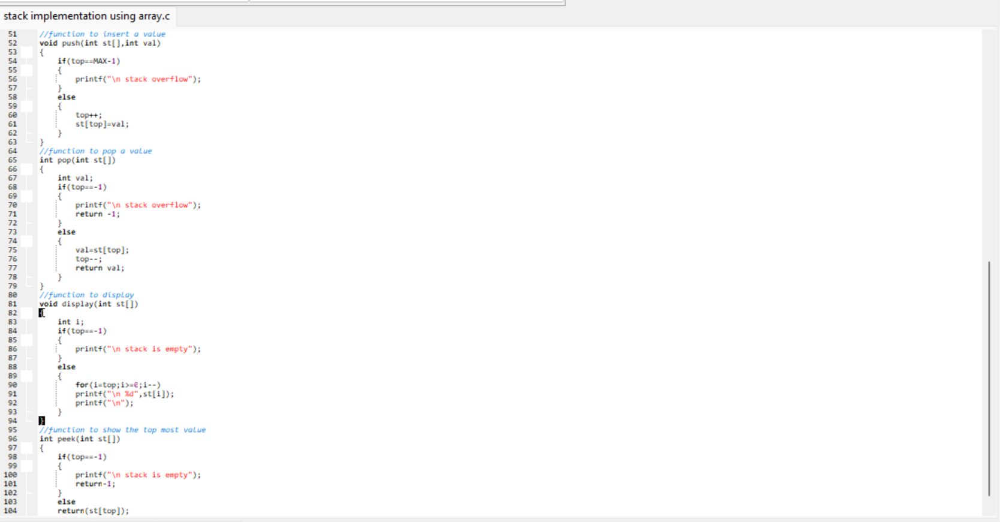 stack implementation using array.c
51 //function to insert a value
52 void push(int st[],int val)
53 {
54 if(top==MAX-1)
55 {
56 printf("\n stack overflow");
57 }
58 else
59 {
60 top++;
61 st[top]=val;
62 }
63 }
64 //function to pop a value
65 int pop(int st[])
66 {
67 int val;
68 if(top==-1)
69 {
70 printf("\n stack overflow");
71 return -1;
72 }
73 else
74 {
75 val=st[top];
76 top--;
77 return val;
78 }
79 }
80 //function to display
81 void display(int st[])
82 {
83 int i;
84 if(top==-1)
85 {
86 printf("\n stack is empty");
87 }
88 else
89 {
90 for(i=top;i>=0;i--)
91 printf("\n %d",st[i]);
92 printf("\n");
93 }
94 }
95 //function to show the top most value
96 int peek(int st[])
97 {
98 if(top==-1)
99 {
100 printf("\n stack is empty");
101 return-1;
102 }
103 else
104 return(st[top]);